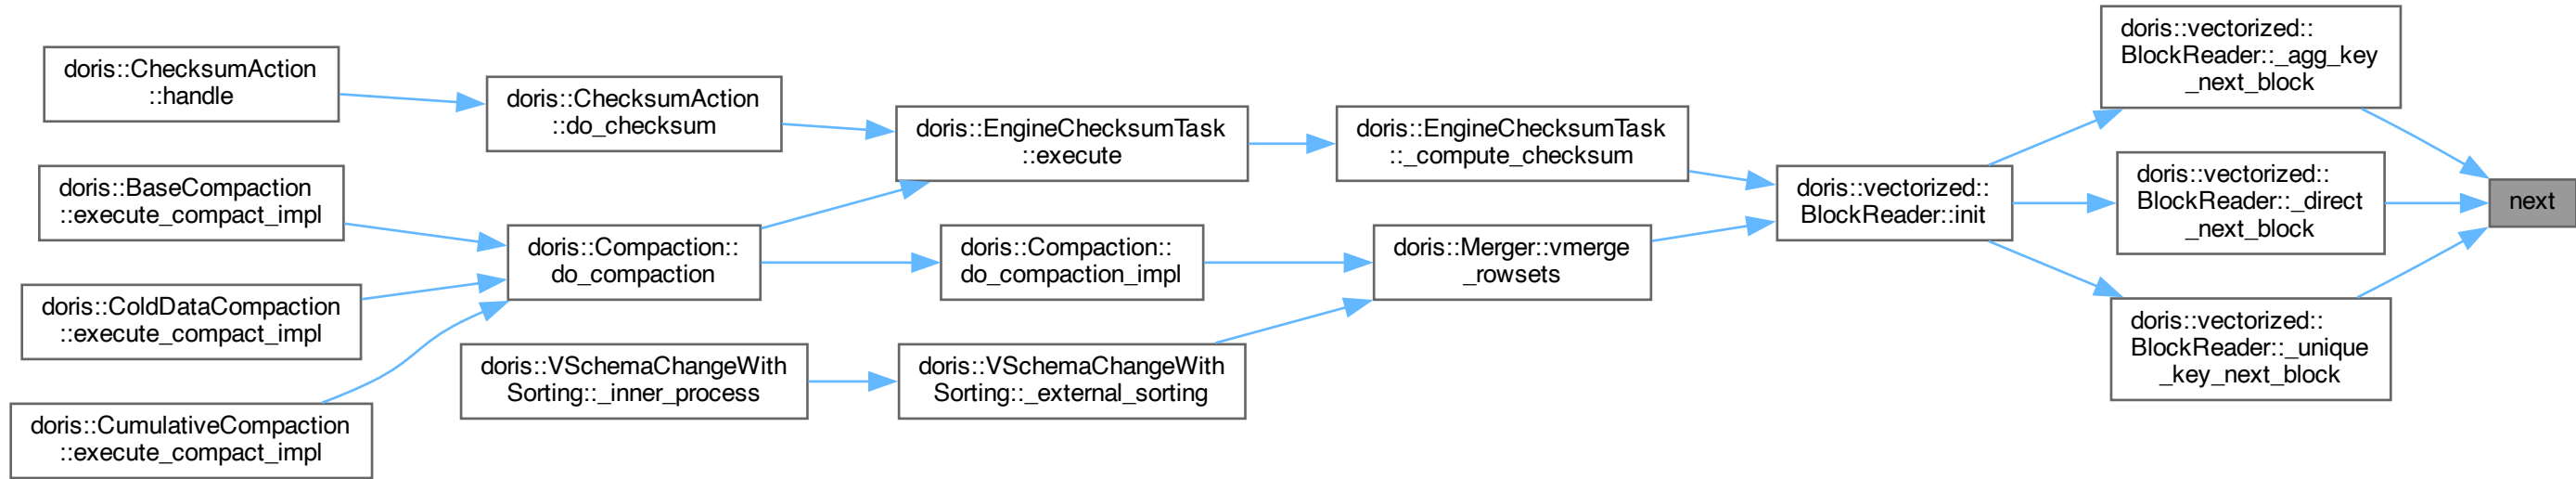 doris::ChecksumAction
::handle
doris::BaseCompaction
::execute_compact_impl
doris::ColdDataCompaction
::execute_compact_impl
doris::CumulativeCompaction
::execute_compact_impl
doris::ChecksumAction
::do_checksum
doris::Compaction::
do_compaction
doris::VSchemaChangeWith
Sorting::_inner_process
doris::EngineChecksumTask
::execute
doris::Compaction::
do_compaction_impl
doris::VSchemaChangeWith
Sorting::_external_sorting
doris::EngineChecksumTask
::_compute_checksum
doris::Merger::vmerge
_rowsets
doris::vectorized::
BlockReader::init
doris::vectorized::
BlockReader::_agg_key
_next_block
doris::vectorized::
BlockReader::_direct
_next_block
doris::vectorized::
BlockReader::_unique
_key_next_block
next